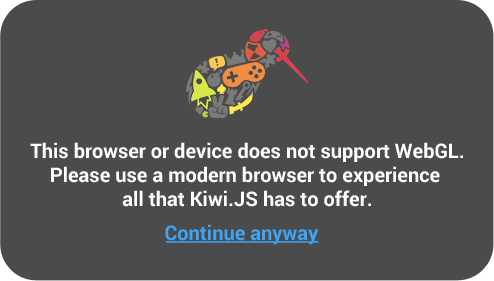 This browser or device does not support WebGL.
Please use a modern browser to experience
all that Kiwi.JS has to offer.
Continue anyway